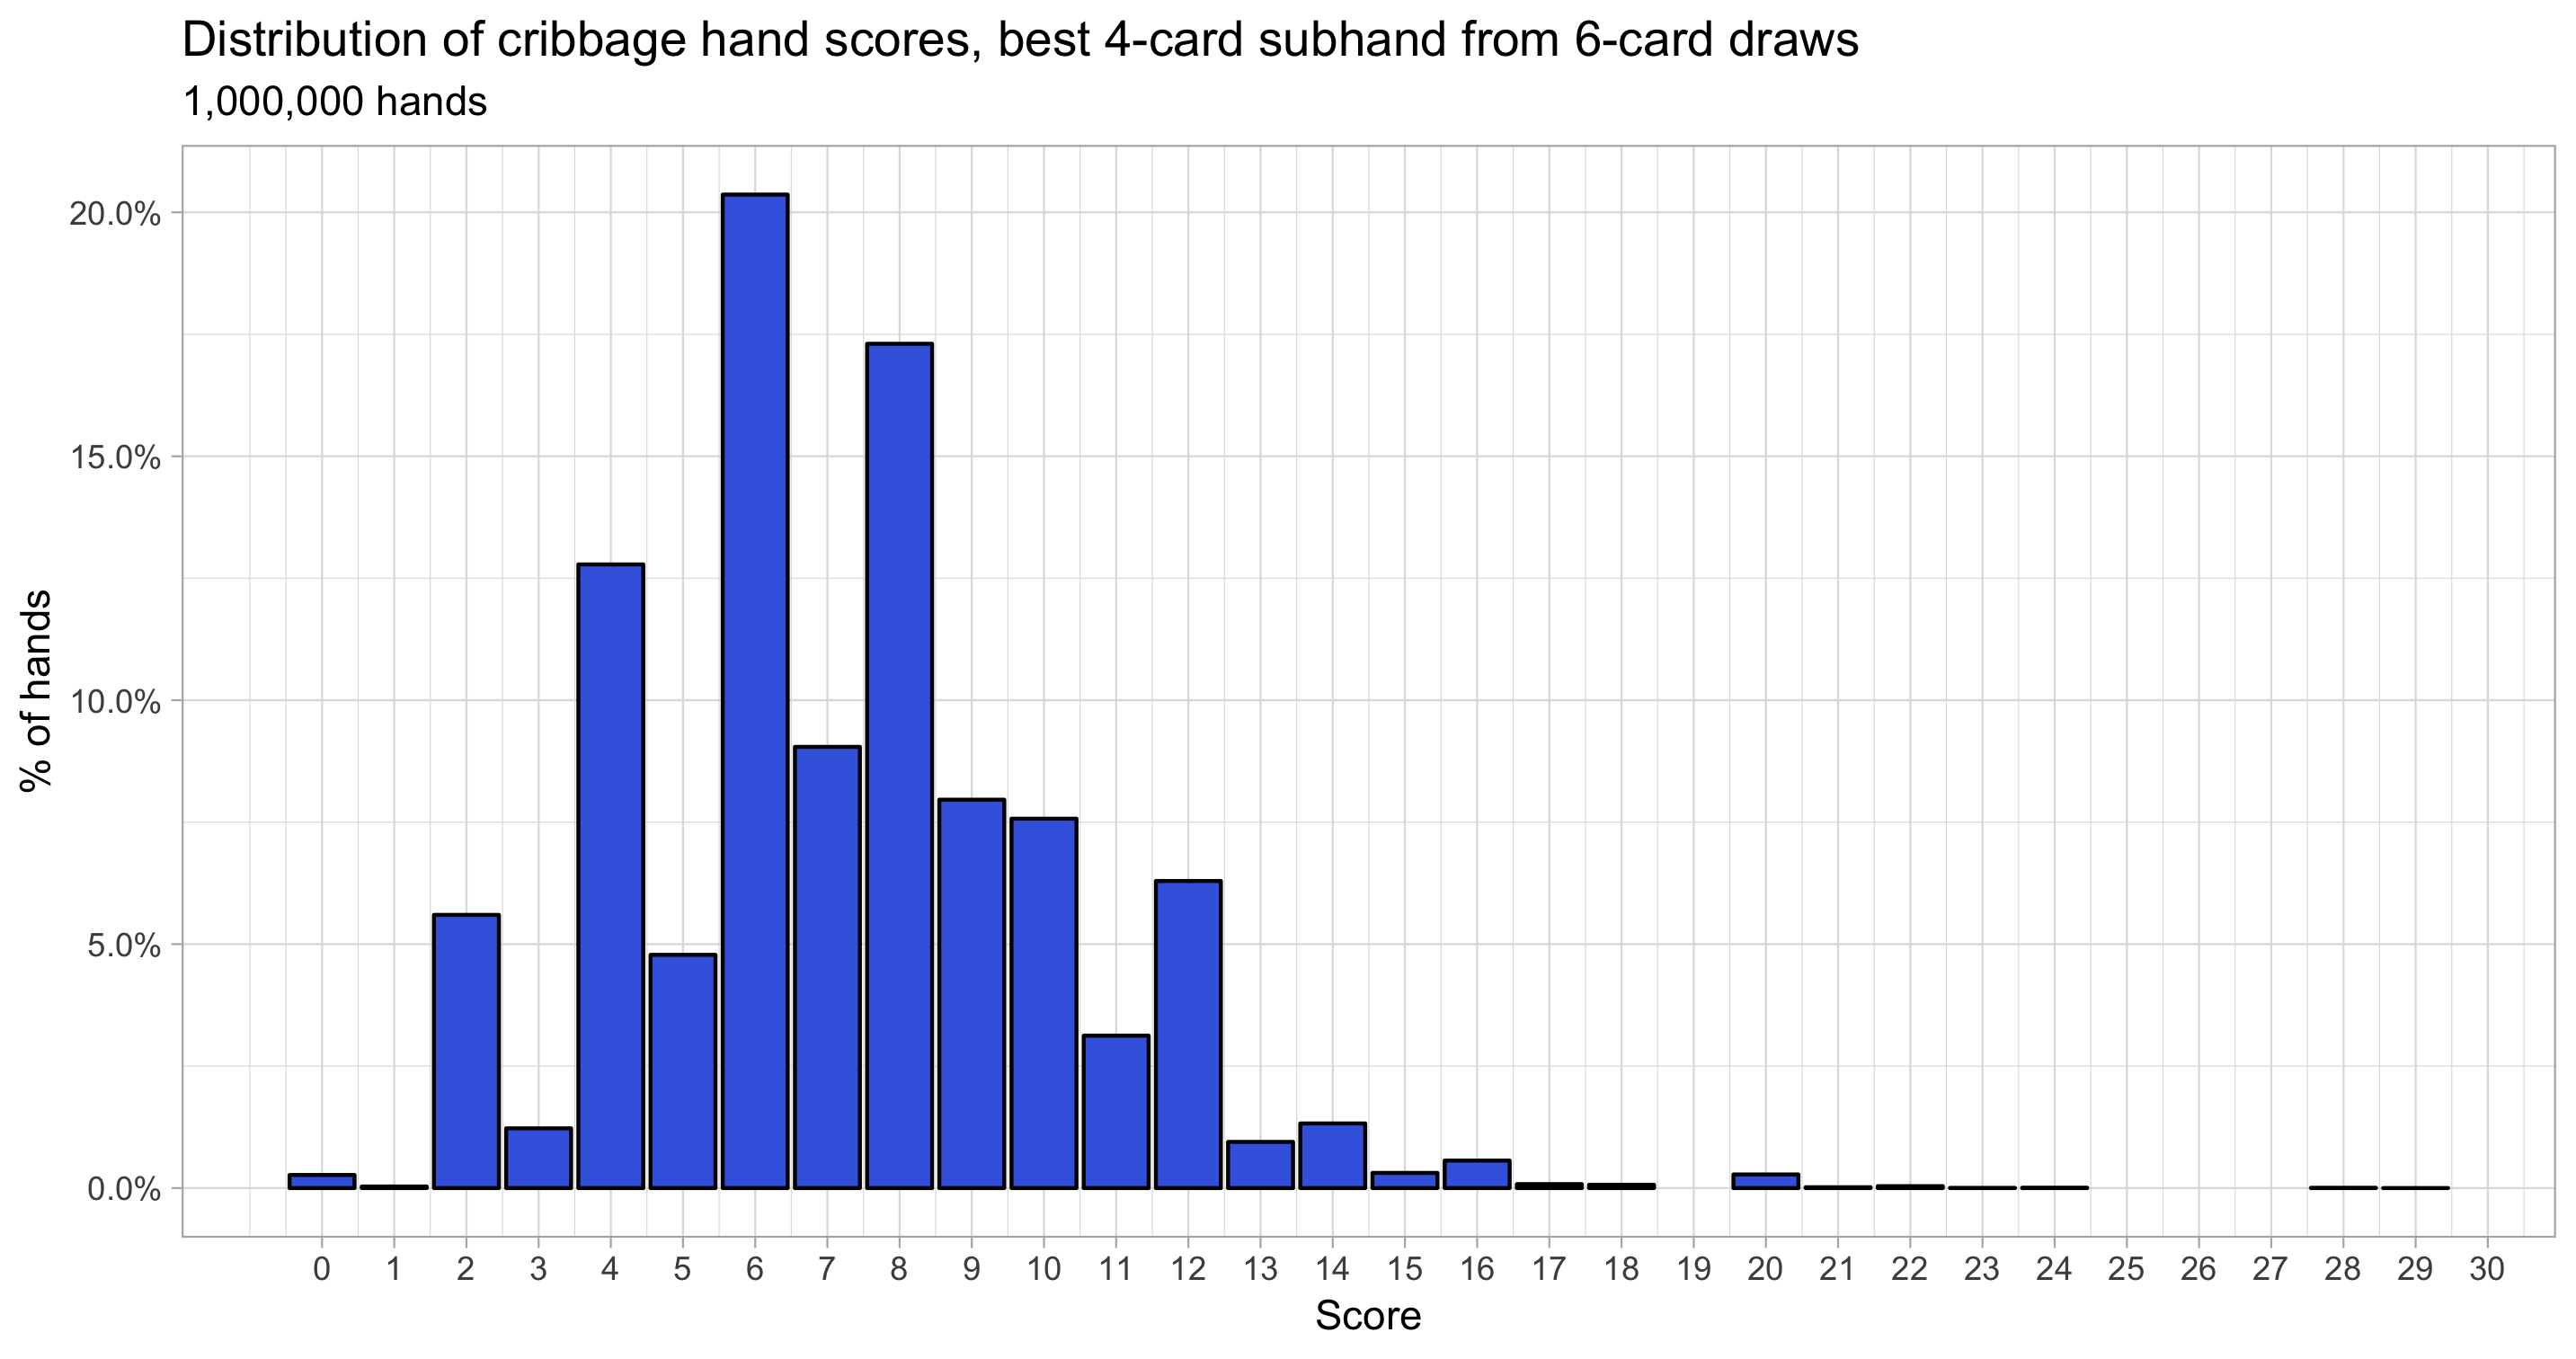 Distribution of cribbage hand scores, best 4-card subhand from 6-card draws
1,000,000 hands
% of hands
20.0%
15.0%
10.0%
5.0%
0.0%
0 1 2 3 4 5 6 7 8 9 10 11 12 13 14 15 16 17 18 19 20 21 22 23 24 25 26 27 28 29 30
Score